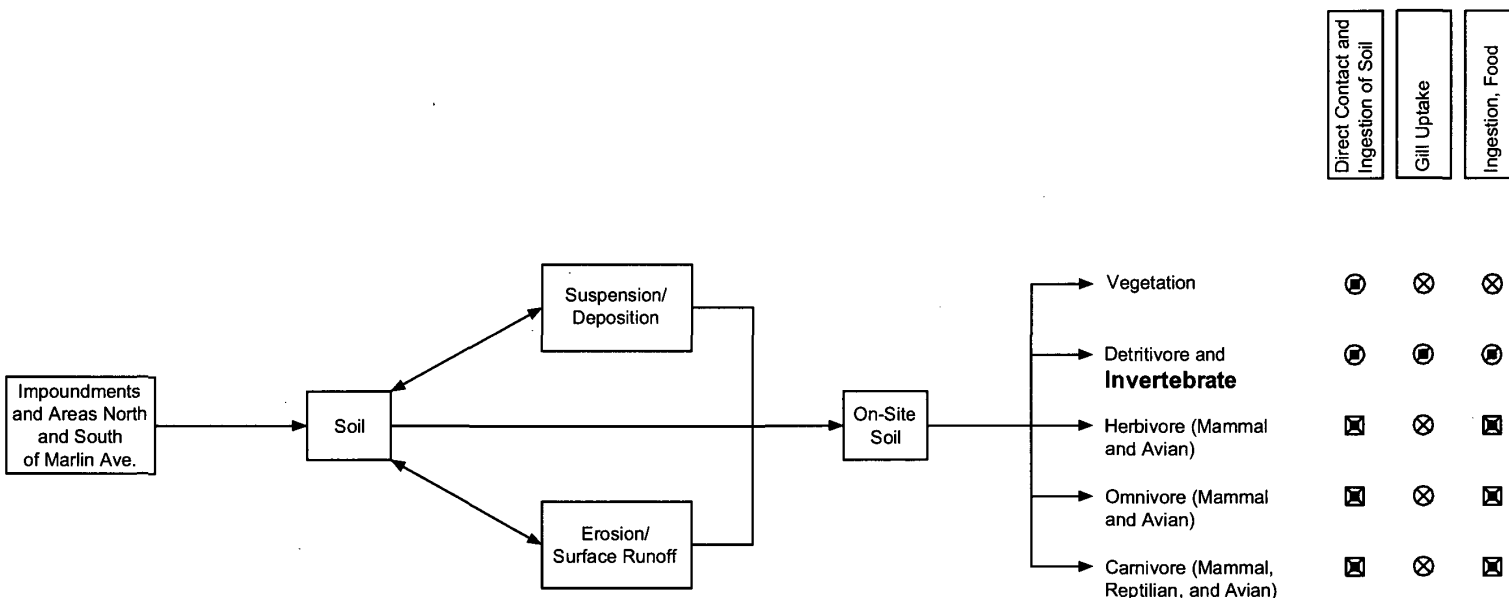 Direct Contact and
Ingestion of Soil
Gill Uptake
Ingestion, Food
Suspension/
Deposition
Impoundments
and Areas North
and South
of Marlin Ave.
Soil
Erosion/
Surface Runoff
On-Site
Soil
Vegetation
Detritivore and
Invertebrate
Herbivore (Mammal
and Avian)
Omnivore (Mammal
and Avian)
Carnivore (Mammal,
Reptilian, and Avian)